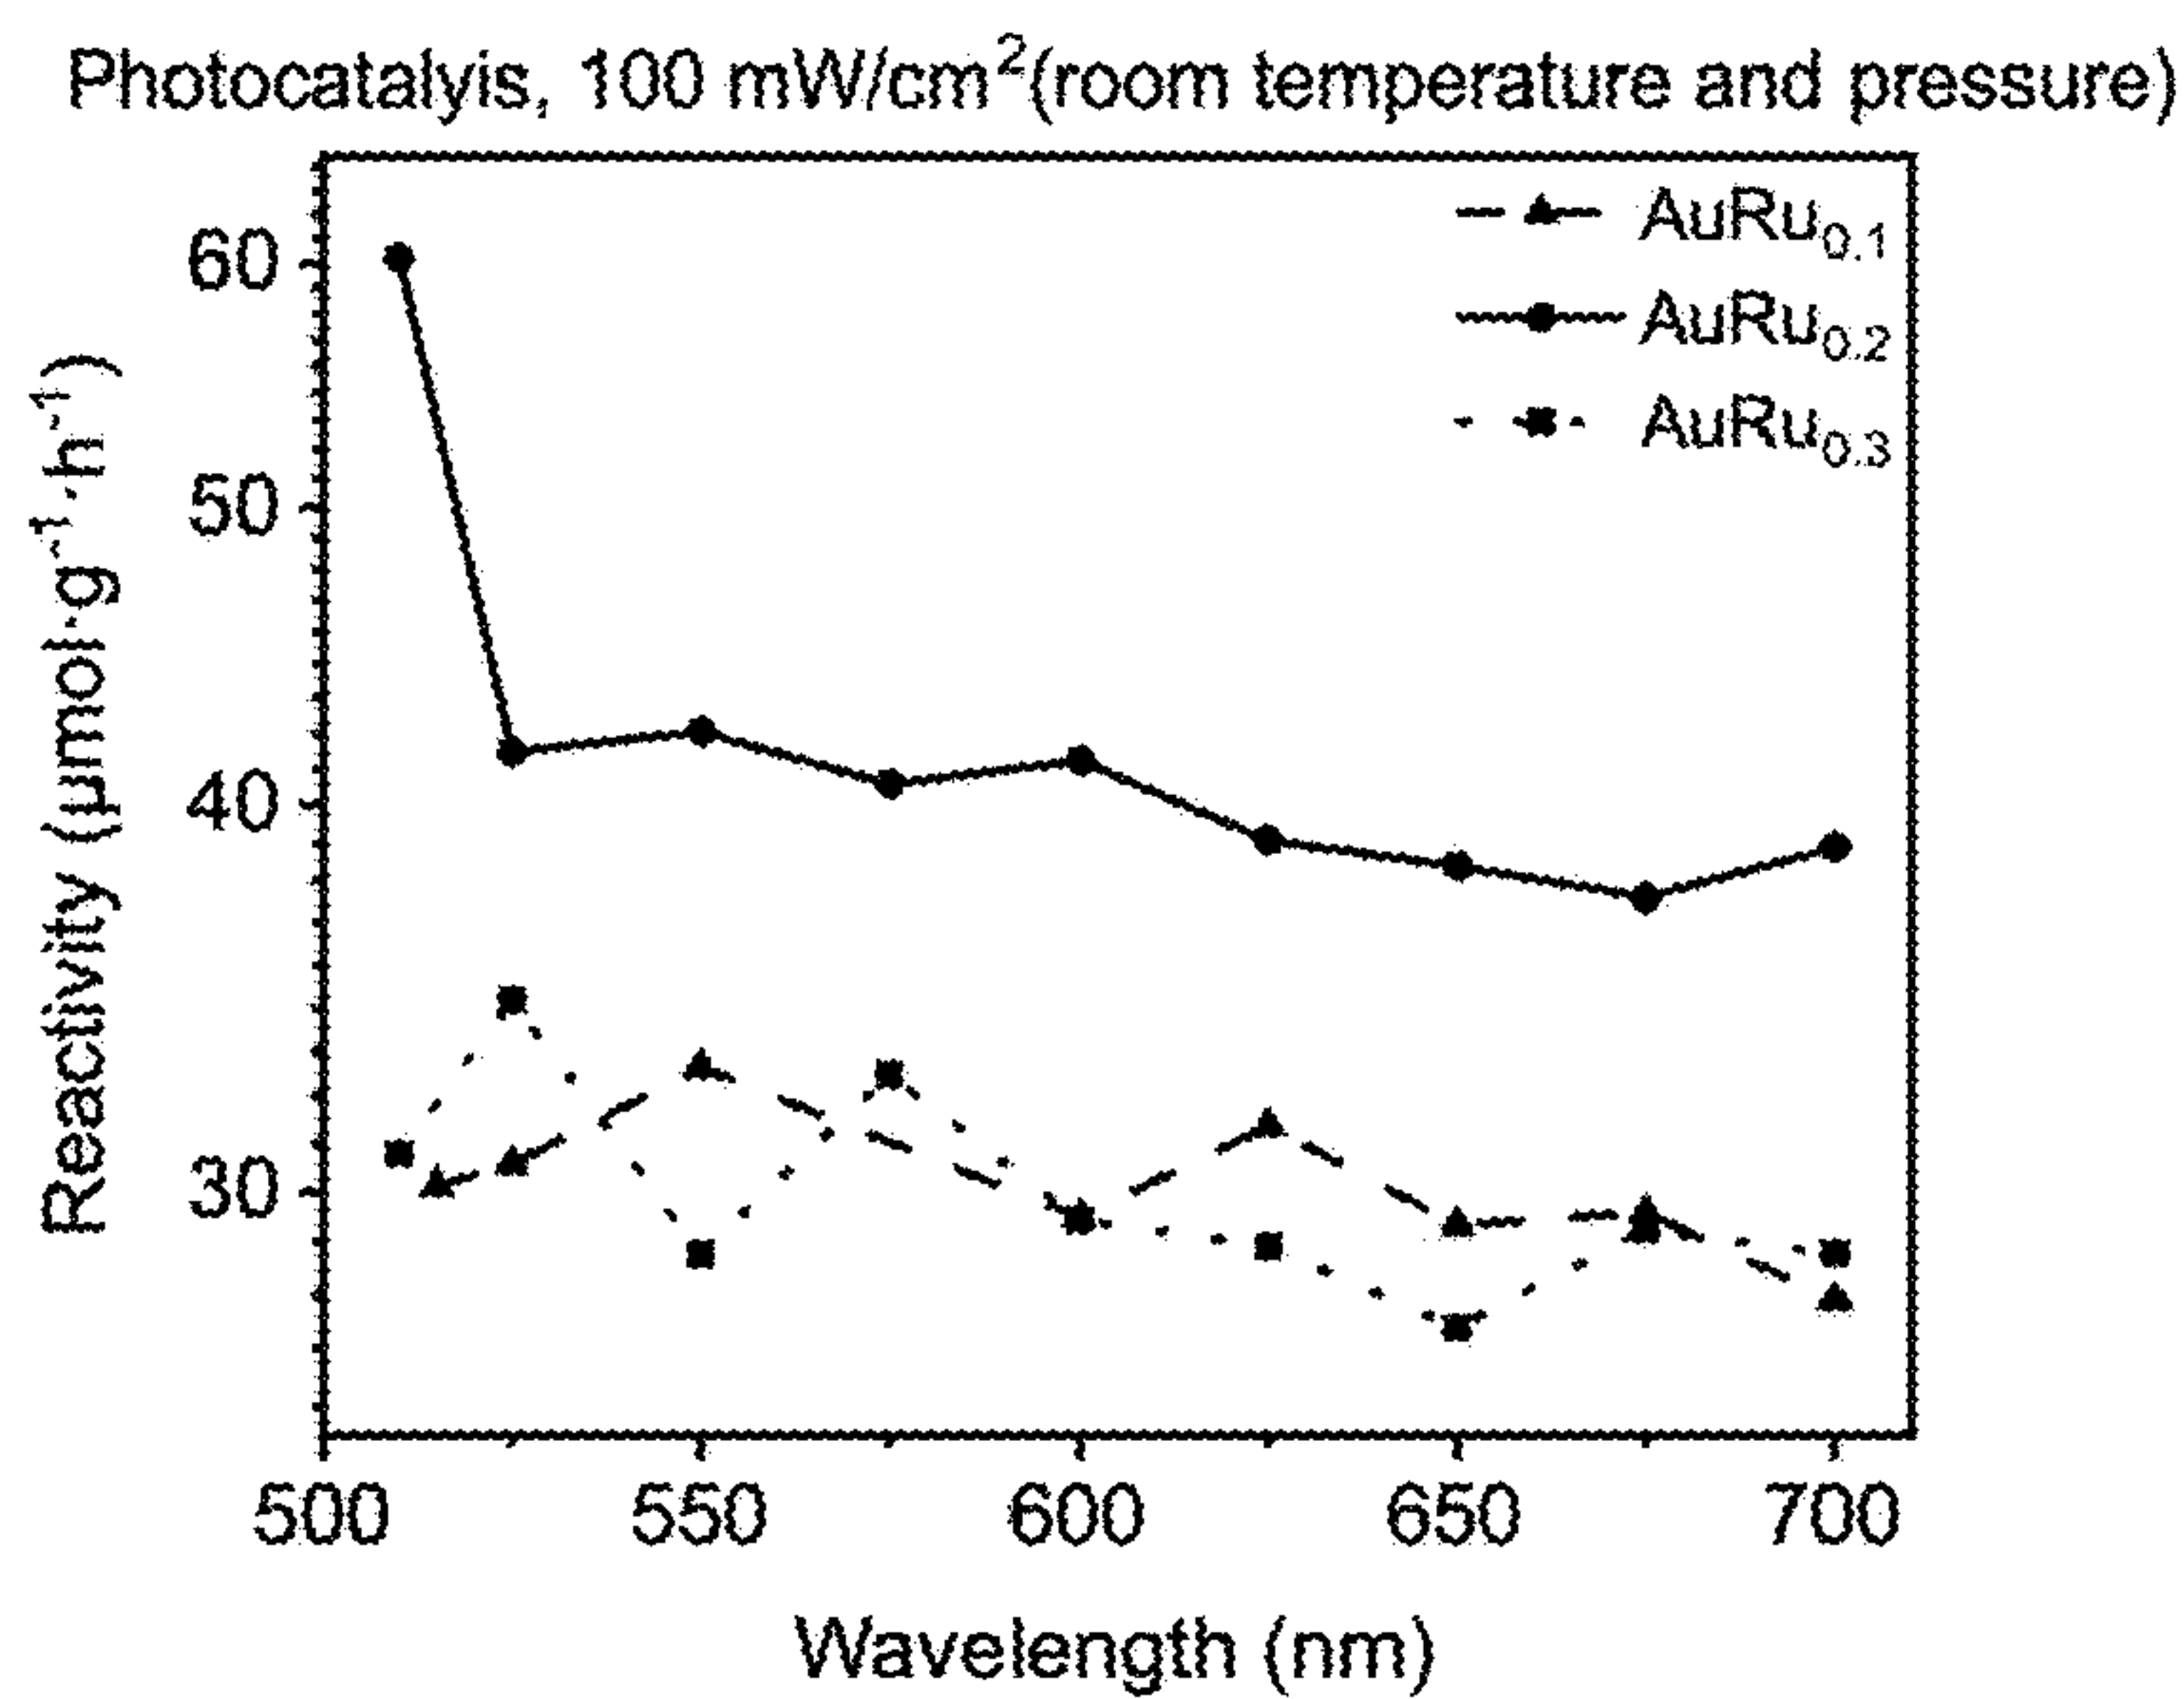 Photocatalyis, 100 mW/cm²(room temperature and pressure)
AuRu₀.₁
AuRu₀.₂
AuRu₀.₃
Reactivity (µmol·g⁻¹·h⁻¹)
60
50
40
30
500 550 600 650 700
Wavelength (nm)